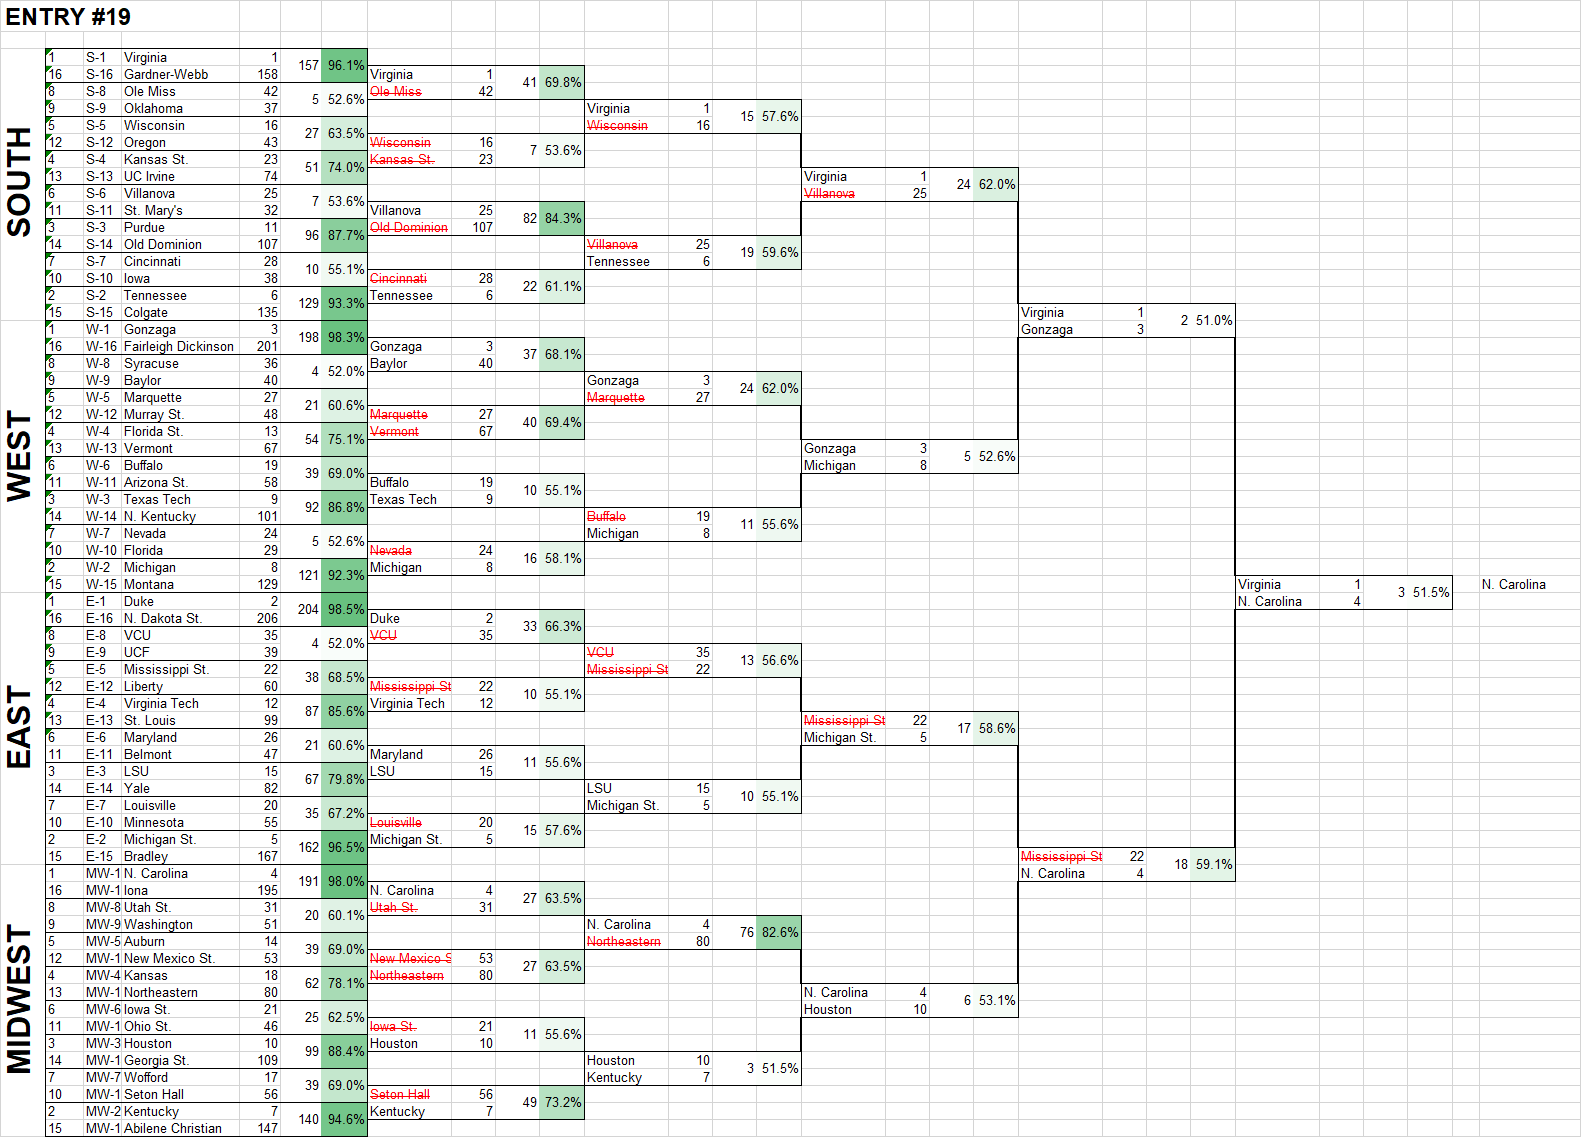 ENTRY #19
SOUTH
1 S-1 Virginia 1 157 96.1%
16 S-16 Gardner-Webb 158 Virginia 1 41 69.8%
8 S-8 Ole Miss 42 5 52.6% Ole Miss 42
9 S-9 Oklahoma 37 Virginia 1 15 57.6%
5 S-5 Wisconsin 16 27 63.5% Wisconsin 16
12 S-12 Oregon 43 Wisconsin 16 7 53.6%
4 S-4 Kansas St. 23 51 74.0% Kansas St. 23
13 S-13 UC Irvine 74 Virginia 1 24 62.0%
6 S-6 Villanova 25 7 53.6% Villanova 25
11 S-11 St. Mary's 32 Villanova 25 82 84.3%
3 S-3 Purdue 11 96 87.7% Old Dominion 107
14 S-14 Old Dominion 107 Villanova 25 19 59.6%
7 S-7 Cincinnati 28 10 55.1% Tennessee 6
10 S-10 Iowa 38 Cincinnati 28 22 61.1%
2 S-2 Tennessee 6 129 93.3% Tennessee 6
15 S-15 Colgate 135 Virginia 1 2 51.0%
WEST
1 W-1 Gonzaga 3 198 98.3% Gonzaga 3
16 W-16 Fairleigh Dickinson 201 Gonzaga 3 37 68.1%
8 W-8 Syracuse 36 4 52.0% Baylor 40
9 W-9 Baylor 40 Gonzaga 3 24 62.0%
5 W-5 Marquette 27 21 60.6% Marquette 27
12 W-12 Murray St. 48 Marquette 27 40 69.4%
4 W-4 Florida St. 13 54 75.1% Vermont 67
13 W-13 Vermont 67 Gonzaga 3 5 52.6%
6 W-6 Buffalo 19 39 69.0% Michigan 8
11 W-11 Arizona St. 58 Buffalo 19 10 55.1%
3 W-3 Texas Tech 9 92 86.8% Texas Tech 9
14 W-14 N. Kentucky 101 Buffalo 19 11 55.6%
7 W-7 Nevada 24 5 52.6% Michigan 8
10 W-10 Florida 29 Nevada 24 16 58.1%
2 W-2 Michigan 8 121 92.3% Michigan 8
15 W-15 Montana 129 Virginia 1 3 51.5% N. Carolina
EAST
1 E-1 Duke 2 204 98.5% N. Carolina 4
16 E-16 N. Dakota St. 206 Duke 2 33 66.3%
8 E-8 VCU 35 4 52.0% VCU 35
9 E-9 UCF 39 VCU 35 13 56.6%
5 E-5 Mississippi St. 22 38 68.5% Mississippi St 22
12 E-12 Liberty 60 Mississippi St 22 10 55.1%
4 E-4 Virginia Tech 12 87 85.6% Virginia Tech 12
13 E-13 St. Louis 99 Mississippi St 22 17 58.6%
6 E-6 Maryland 26 21 60.6% Michigan St. 5
11 E-11 Belmont 47 Maryland 26 11 55.6%
3 E-3 LSU 15 67 79.8% LSU 15
14 E-14 Yale 82 LSU 15 10 55.1%
7 E-7 Louisville 20 35 67.2% Michigan St. 5
10 E-10 Minnesota 55 Louisville 20 15 57.6%
2 E-2 Michigan St. 5 162 96.5% Michigan St. 5
15 E-15 Bradley 167 Mississippi St 22 18 59.1%
MIDWEST
1 MW-1 N. Carolina 4 191 98.0% N. Carolina 4
16 MW-1 Iona 195 N. Carolina 4 27 63.5%
8 MW-8 Utah St. 31 20 60.1% Utah St. 31
9 MW-9 Washington 51 N. Carolina 4 76 82.6%
5 MW-5 Auburn 14 39 69.0% Northeastern 80
12 MW-1 New Mexico St. 53 New Mexico S 53 27 63.5%
4 MW-4 Kansas 18 62 78.1% Northeastern 80
13 MW-1 Northeastern 80 N. Carolina 4 6 53.1%
6 MW-6 Iowa St. 21 25 62.5% Houston 10
11 MW-1 Ohio St. 46 Iowa St. 21 11 55.6%
3 MW-3 Houston 10 99 88.4% Houston 10
14 MW-1 Georgia St. 109 Houston 10 3 51.5%
7 MW-7 Wofford 17 39 69.0% Kentucky 7
10 MW-1 Seton Hall 56 Seton Hall 56 49 73.2%
2 MW-2 Kentucky 7 140 94.6% Kentucky 7
15 MW-1 Abilene Christian 147